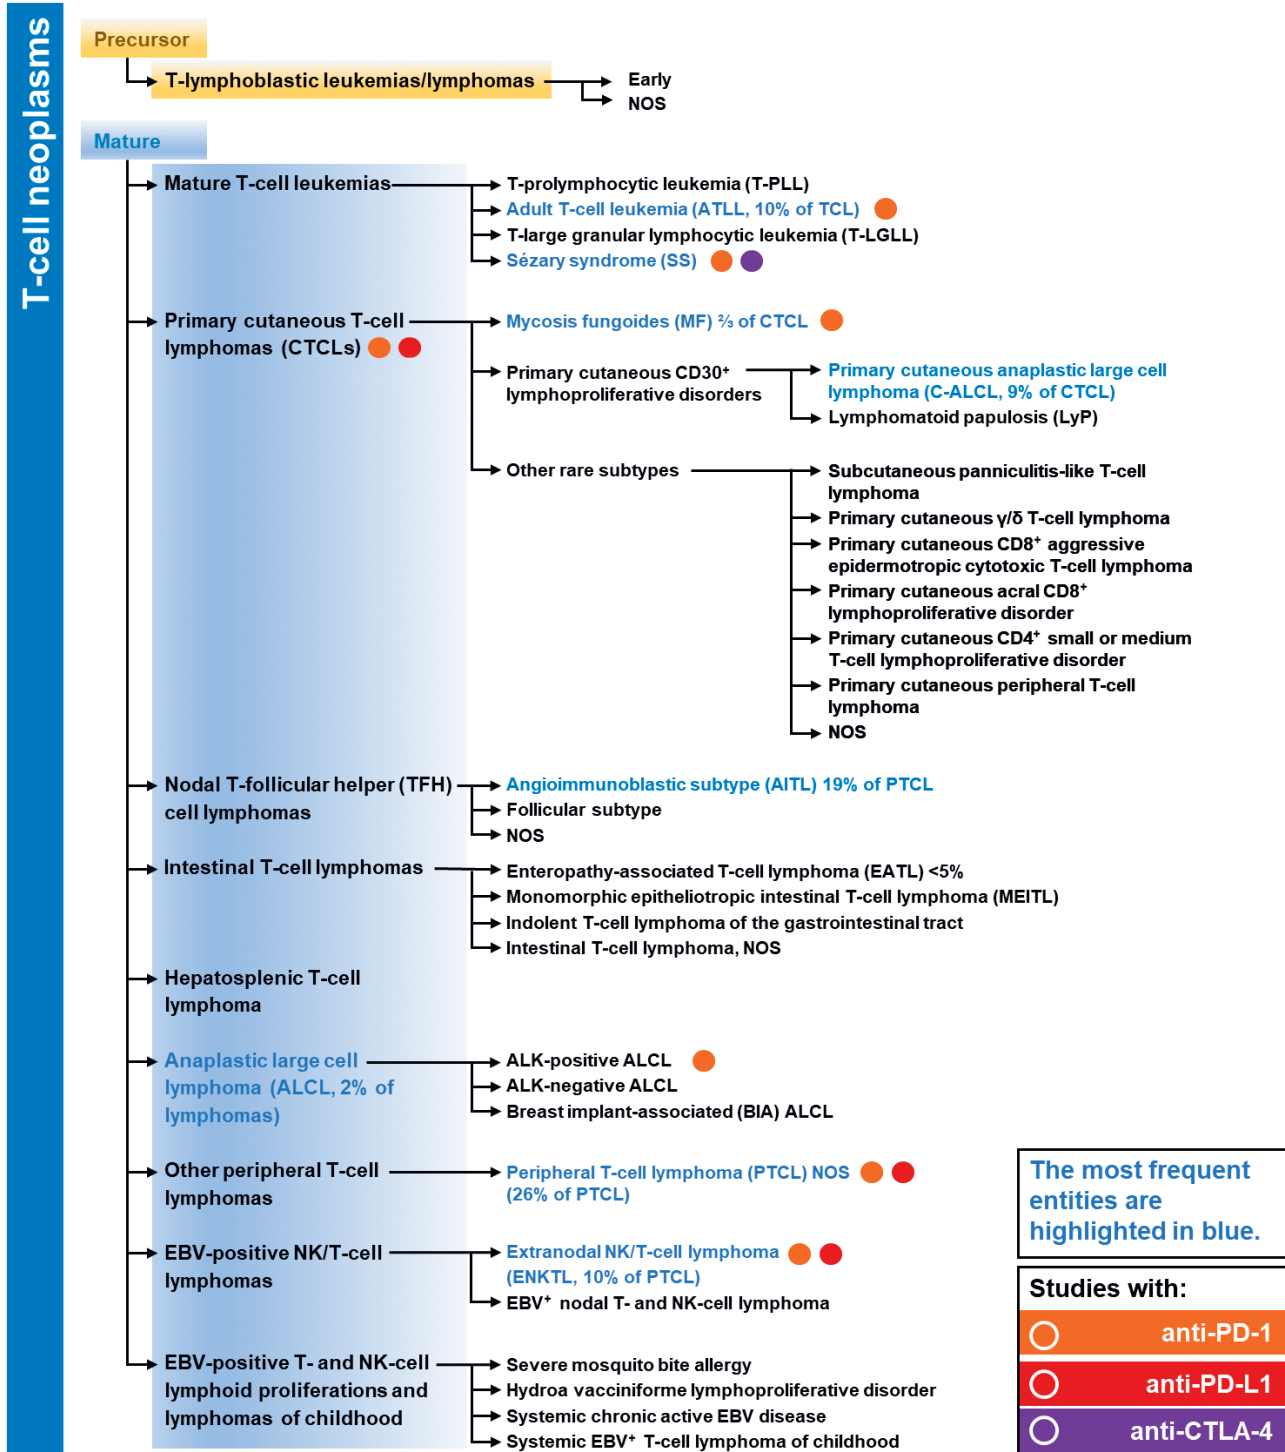 T-cell neoplasms
Precursor
T-lymphoblastic leukemias/lymphomas
Early
NOS
Mature
Mature T-cell leukemias
T-prolymphocytic leukemia (T-PLL)
Adult T-cell leukemia (ATLL, 10% of TCL)
T-large granular lymphocytic leukemia (T-LGLL)
Sézary syndrome (SS)
Primary cutaneous T-cell
lymphomas (CTCLs)
Mycosis fungoides (MF) ⅔ of CTCL
Primary cutaneous CD30⁺
lymphoproliferative disorders
Primary cutaneous anaplastic large cell
lymphoma (C-ALCL, 9% of CTCL)
Lymphomatoid papulosis (LyP)
Other rare subtypes
Subcutaneous panniculitis-like T-cell
lymphoma
Primary cutaneous γ/δ T-cell lymphoma
Primary cutaneous CD8⁺ aggressive
epidermotropic cytotoxic T-cell lymphoma
Primary cutaneous acral CD8⁺
lymphoproliferative disorder
Primary cutaneous CD4⁺ small or medium
T-cell lymphoproliferative disorder
Primary cutaneous peripheral T-cell
lymphoma
NOS
Nodal T-follicular helper (TFH)
cell lymphomas
Angioimmunoblastic subtype (AITL) 19% of PTCL
Follicular subtype
NOS
Intestinal T-cell lymphomas
Enteropathy-associated T-cell lymphoma (EATL) <5%
Monomorphic epitheliotropic intestinal T-cell lymphoma (MEITL)
Indolent T-cell lymphoma of the gastrointestinal tract
Intestinal T-cell lymphoma, NOS
Hepatosplenic T-cell
lymphoma
Anaplastic large cell
lymphoma (ALCL, 2% of
lymphomas)
ALK-positive ALCL
ALK-negative ALCL
Breast implant-associated (BIA) ALCL
Other peripheral T-cell
lymphomas
Peripheral T-cell lymphoma (PTCL) NOS
(26% of PTCL)
EBV-positive NK/T-cell
lymphomas
Extranodal NK/T-cell lymphoma
(ENKTL, 10% of PTCL)
EBV⁺ nodal T- and NK-cell lymphoma
EBV-positive T- and NK-cell
lymphoid proliferations and
lymphomas of childhood
Severe mosquito bite allergy
Hydroa vacciniforme lymphoproliferative disorder
Systemic chronic active EBV disease
Systemic EBV⁺ T-cell lymphoma of childhood
The most frequent
entities are
highlighted in blue.
Studies with:
anti-PD-1
anti-PD-L1
anti-CTLA-4